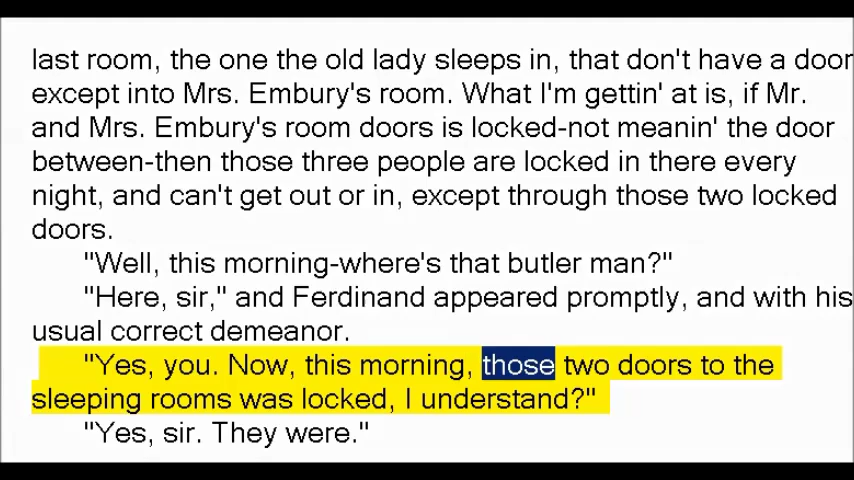 last room, the one the old lady sleeps in, that don't have a door
except into Mrs. Embury's room. What I'm gettin' at is, if Mr.
and Mrs. Embury's room doors is locked-not meanin' the door
between-then those three people are locked in there every
night, and can't get out or in, except through those two locked
doors.
"Well, this morning-where's that butler man?"
"Here, sir," and Ferdinand appeared promptly, and with his
usual correct demeanor.
"Yes, you. Now, this morning, those two doors to the
sleeping rooms was locked, I understand?"
"Yes, sir. They were."